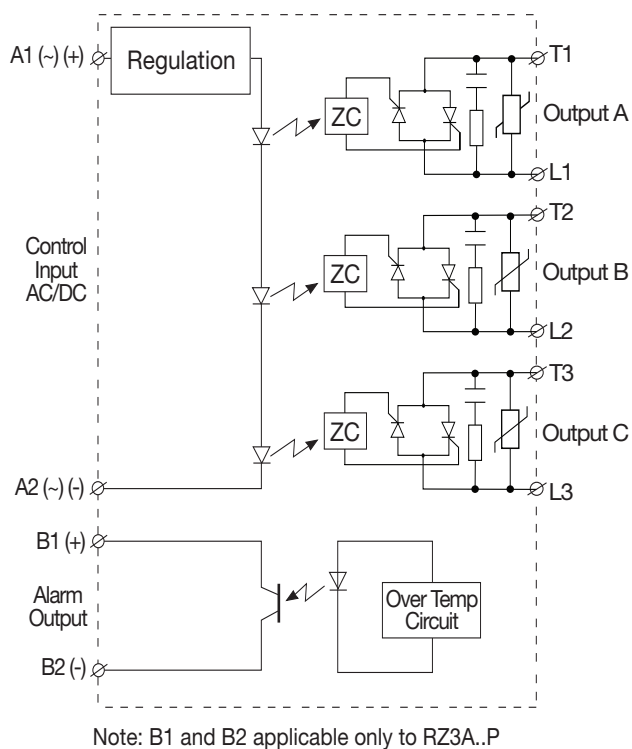 A1 (~) (+)
Regulation
T1
ZC
Output A
L1
T2
Control
Input
AC/DC
ZC
Output B
L2
T3
ZC
Output C
A2 (~) (-)
L3
B1 (+)
Alarm
Output
Over Temp
Circuit
B2 (-)
Note: B1 and B2 applicable only to RZ3A..P